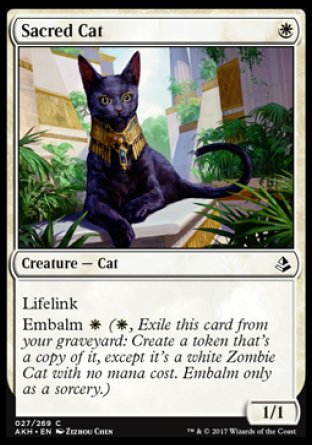 Sacred Cat
Creature — Cat
Lifelink
Embalm (, Exile this card from
your graveyard: Create a token that's
a copy of it, except it's a white Zombie
Cat with no mana cost. Embalm only
as a sorcery.)
1/1
027/269 C
AKH • EN Zizhou Chen
™ & © 2017 Wizards of the Coast